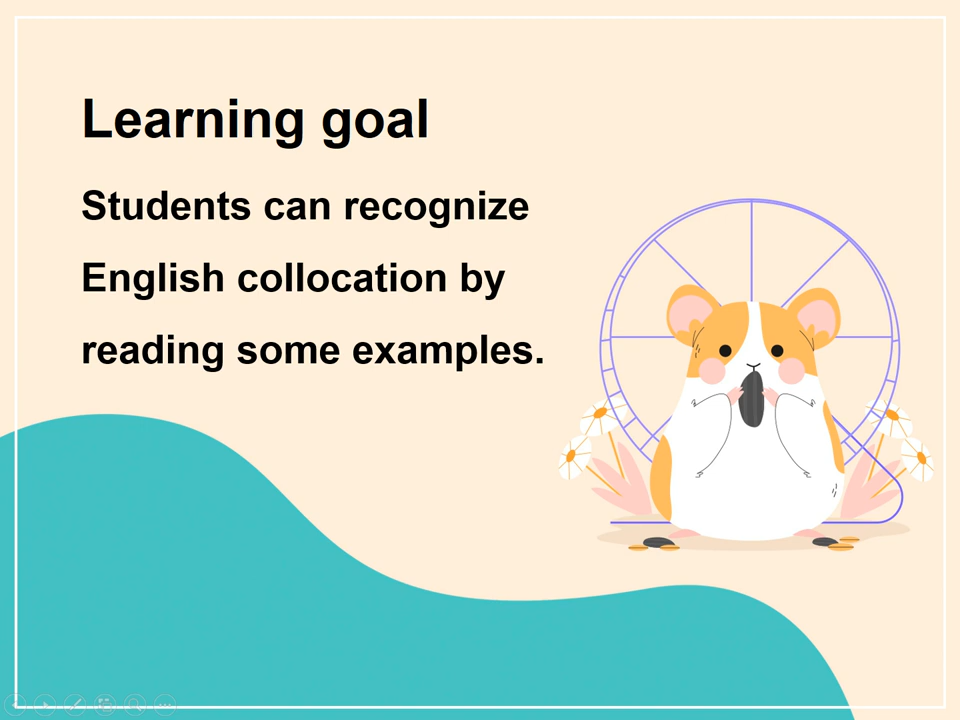 Learning goal
Students can recognize
English collocation by
reading some examples.